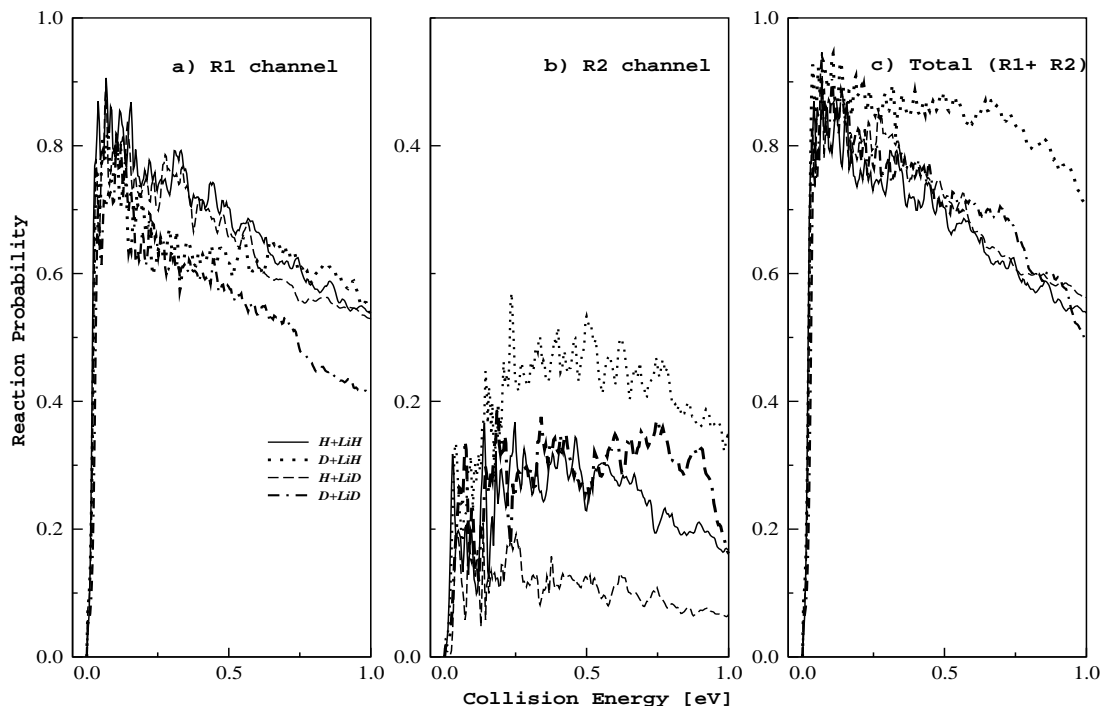 a) R1 channel
b) R2 channel
c) Total (R1+ R2)
Reaction Probability
1.0
0.8
0.6
0.4
0.2
0.0
0.4
0.2
0.0
1.0
0.8
0.6
0.4
0.2
0.0
H+LiH
D+LiH
H+LiD
D+LiD
0.0 0.5 1.0
0.0 0.5 1.0
0.0 0.5 1.0
Collision Energy [eV]